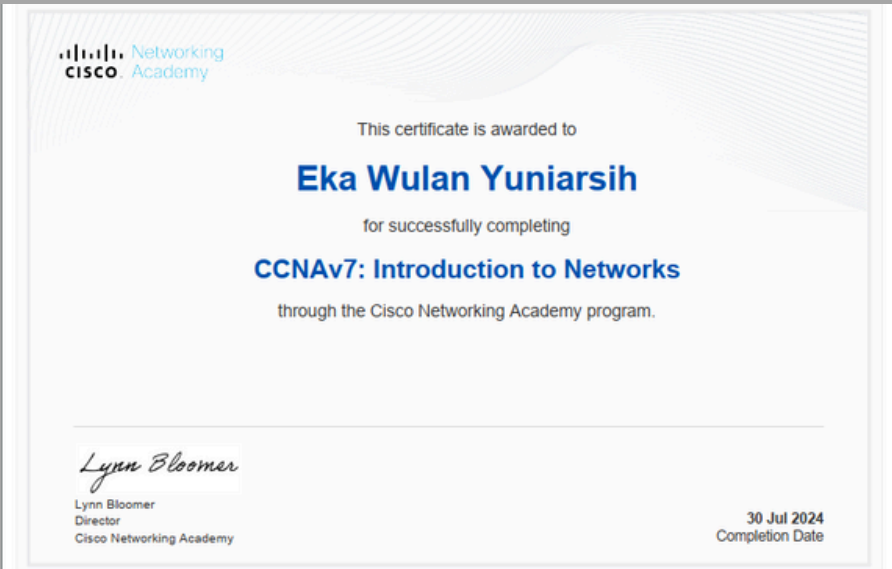 Networking
CISCO. Academy
This certificate is awarded to
Eka Wulan Yuniarsih
for successfully completing
CCNAv7: Introduction to Networks
through the Cisco Networking Academy program.
Lynn Bloomer
Lynn Bloomer
Director
Cisco Networking Academy
30 Jul 2024
Completion Date